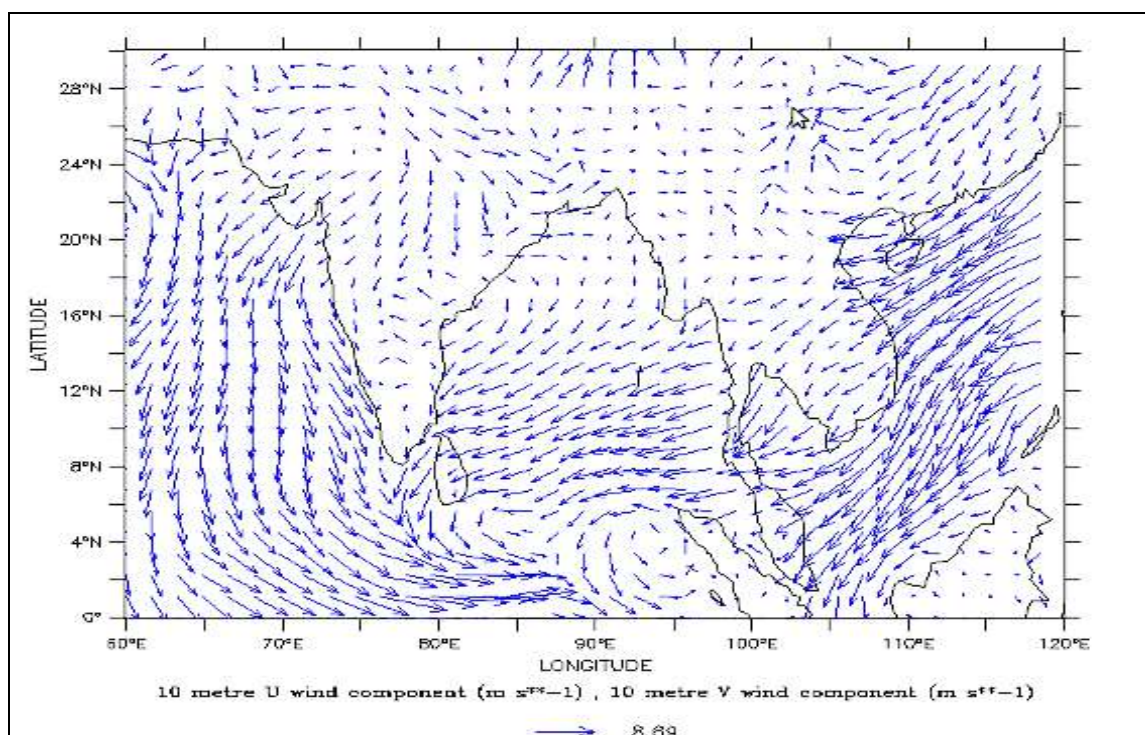 28°N
24°N
20°N
16°N
12°N
8°N
4°N
0°
LATITUDE
60°E 70°E 80°E 90°E 100°E 110°E 120°E
LONGITUDE
10 metre U wind component (m s**-1) , 10 metre V wind component (m s**-1)
8.69